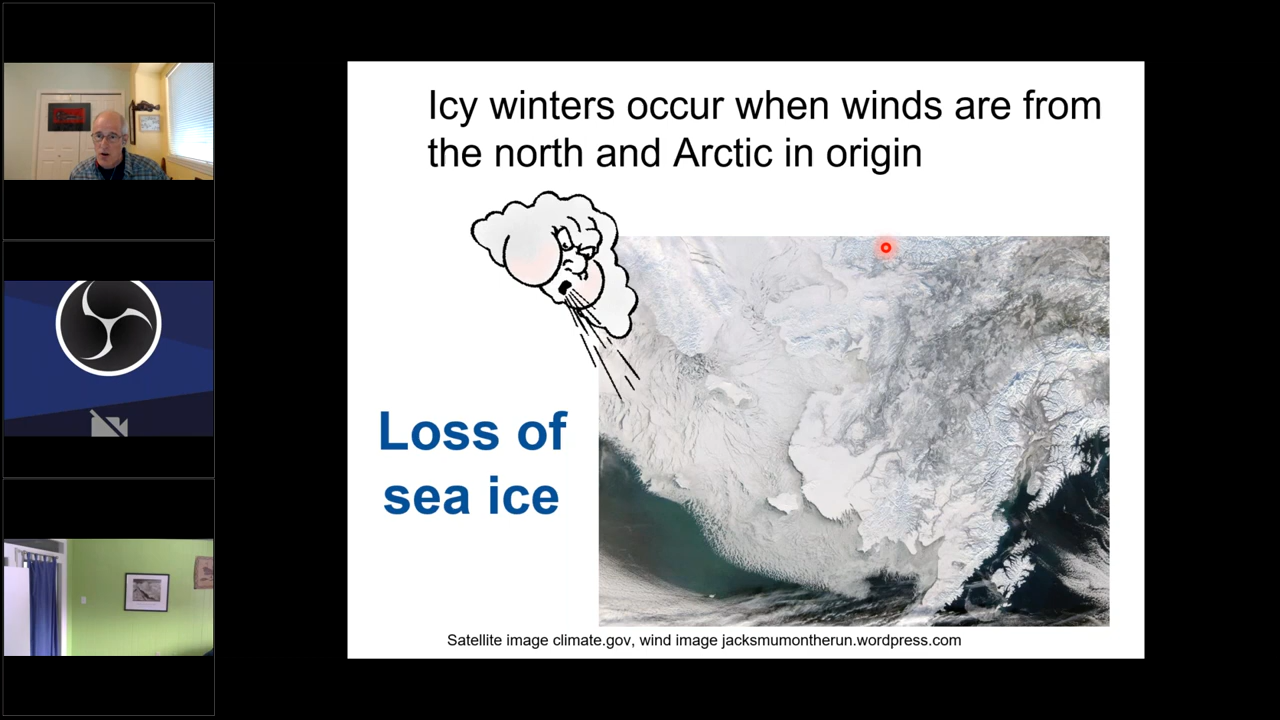 Icy winters occur when winds are from
the north and Arctic in origin
Loss of
sea ice
Satellite image climate.gov, wind image jacksmumontherun.wordpress.com